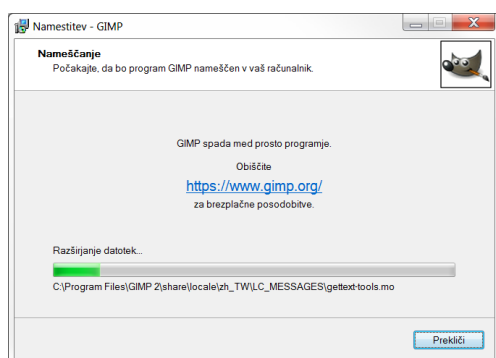 Namestitev - GIMP
Nameščanje
Počakajte, da bo program GIMP nameščen v vaš računalnik.
GIMP spada med prosto programje.
Obiščite
https://www.gimp.org/
za brezplačne posodobitve.
Razširjanje datotek...
C:\Program Files\GIMP 2\share\locale\zh_TW\LC_MESSAGES\gettext-tools.mo
Prekliči